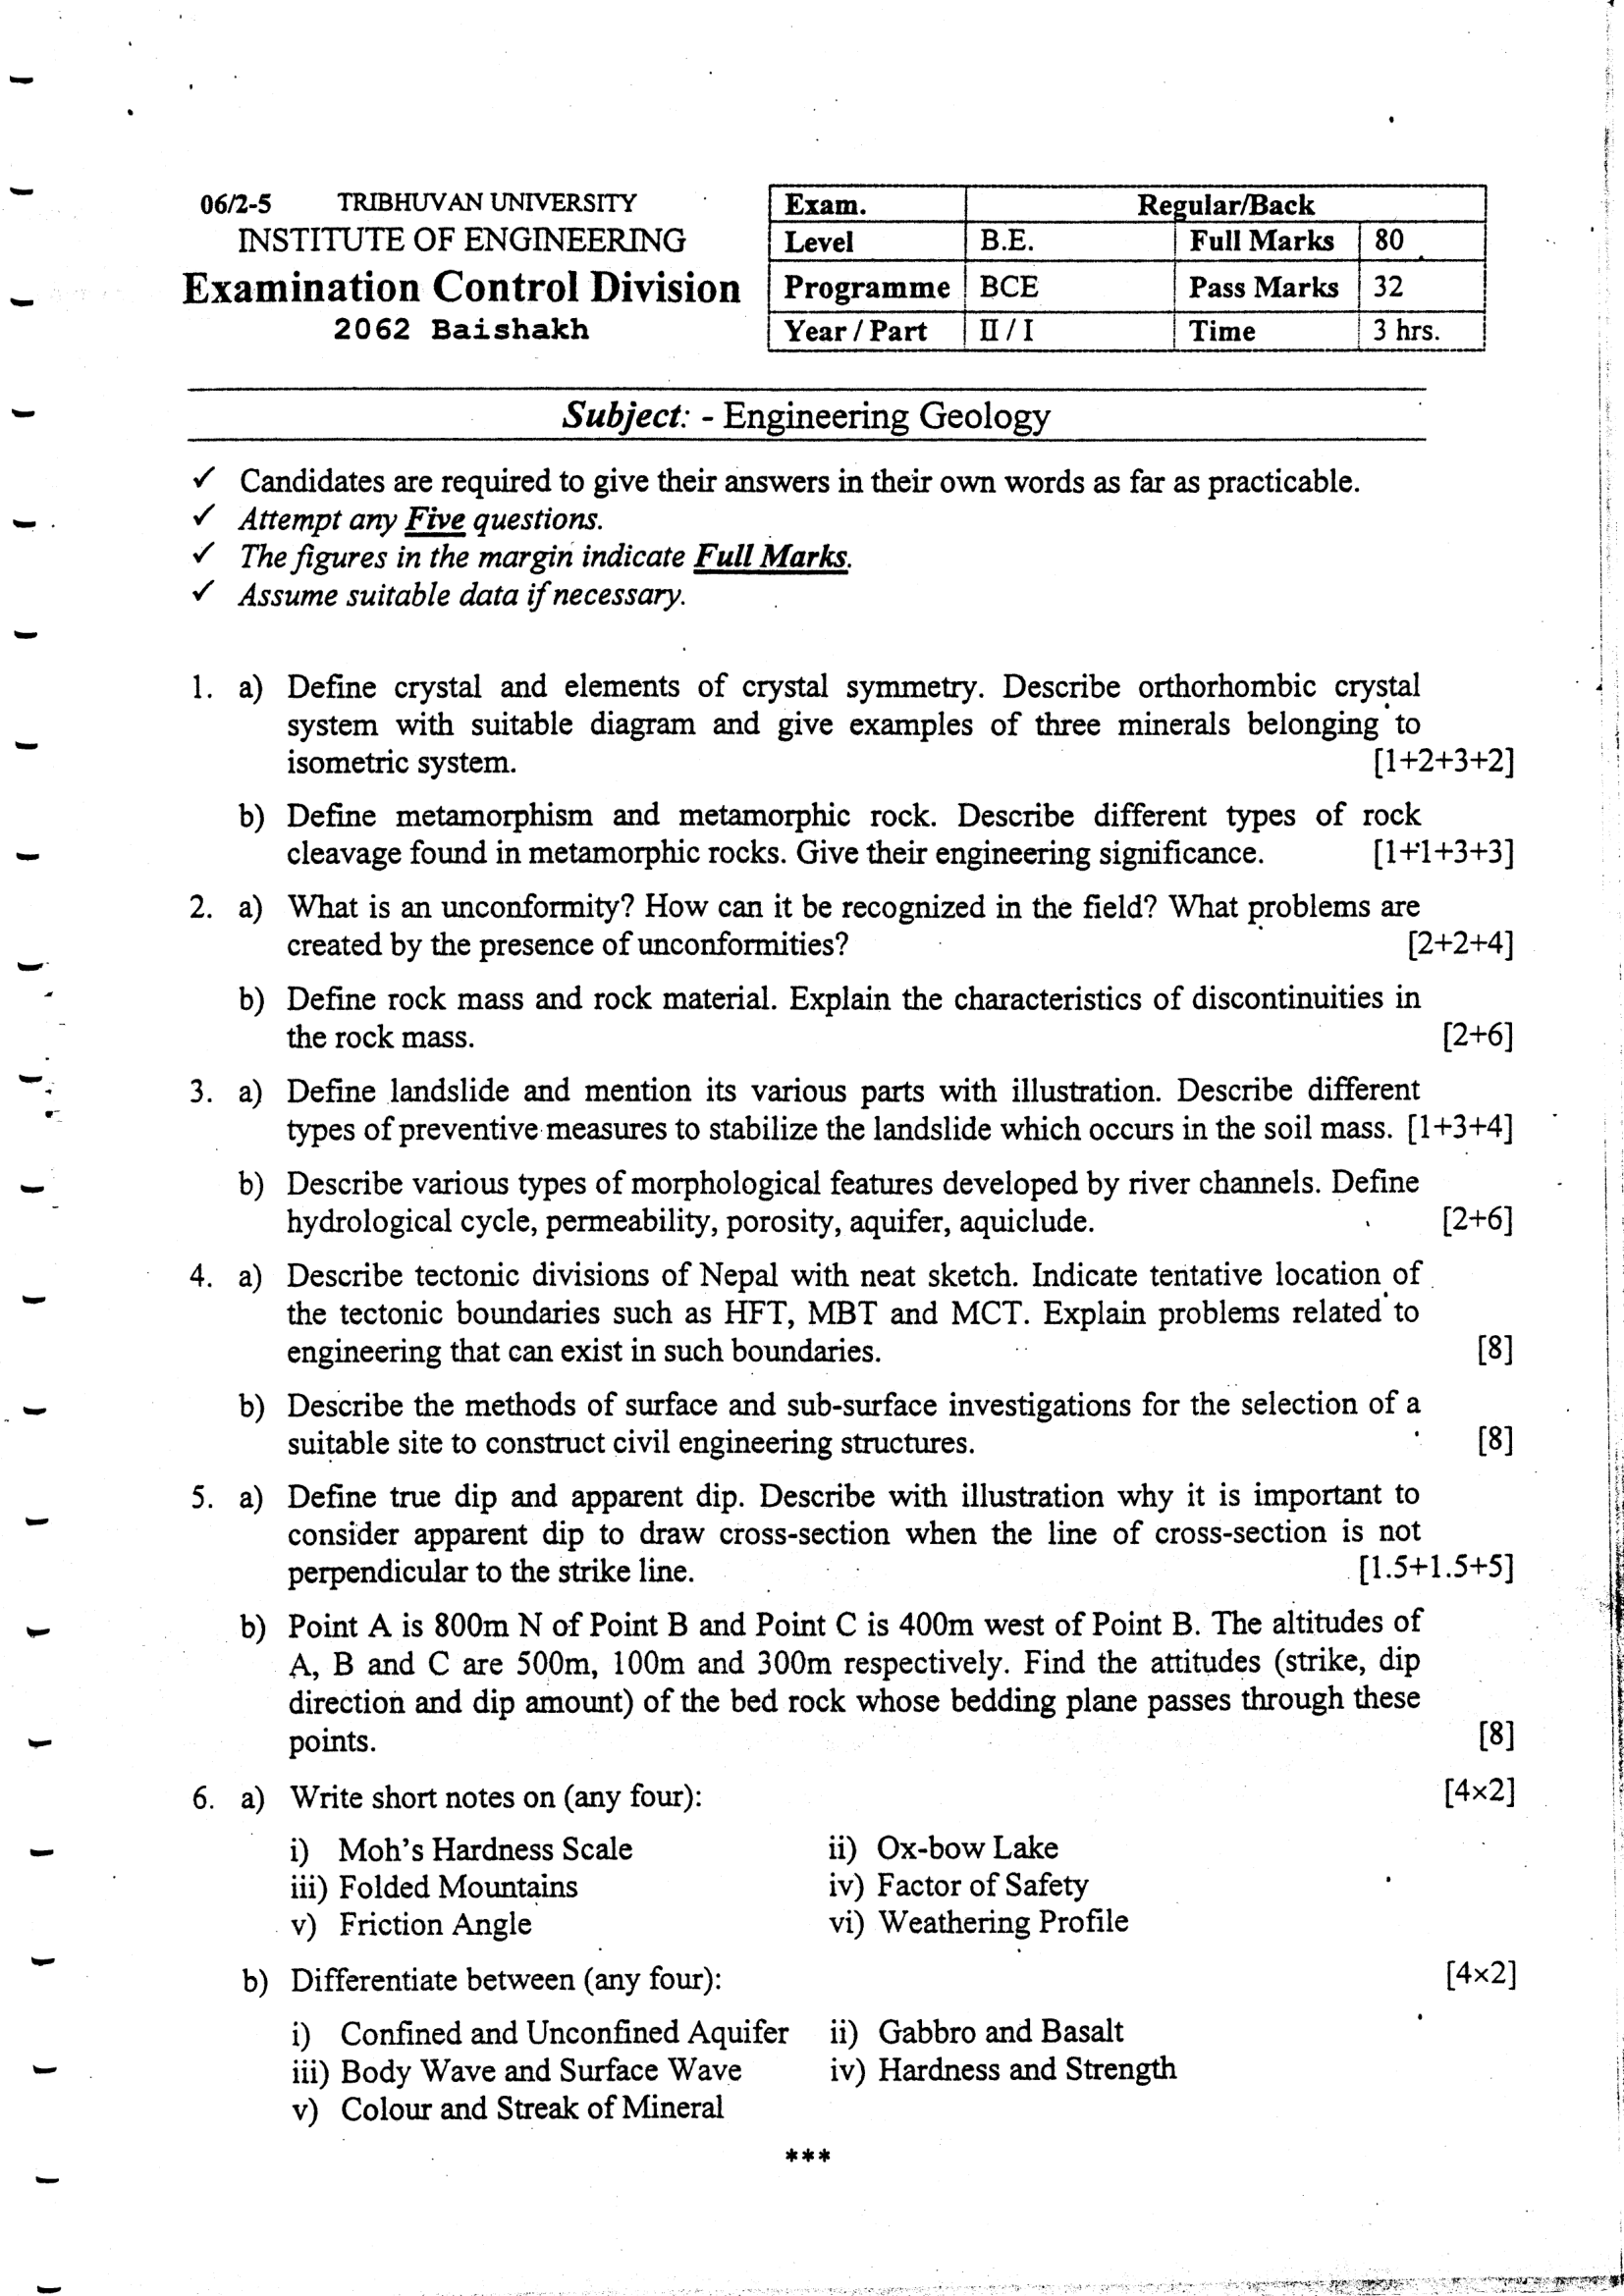 06/2-5 TRIBHUVAN UNIVERSITY
INSTITUTE OF ENGINEERING
Examination Control Division
2062 Baishakh
Exam. Regular/Back
Level B.E. Full Marks 80
Programme BCE Pass Marks 32
Year / Part II / I Time 3 hrs.
Subject: - Engineering Geology
✓ Candidates are required to give their answers in their own words as far as practicable.
✓ Attempt any Five questions.
✓ The figures in the margin indicate Full Marks.
✓ Assume suitable data if necessary.
1. a) Define crystal and elements of crystal symmetry. Describe orthorhombic crystal
system with suitable diagram and give examples of three minerals belonging to
isometric system. [1+2+3+2]
b) Define metamorphism and metamorphic rock. Describe different types of rock
cleavage found in metamorphic rocks. Give their engineering significance. [1+1+3+3]
2. a) What is an unconformity? How can it be recognized in the field? What problems are
created by the presence of unconformities? [2+2+4]
b) Define rock mass and rock material. Explain the characteristics of discontinuities in
the rock mass. [2+6]
3. a) Define landslide and mention its various parts with illustration. Describe different
types of preventive measures to stabilize the landslide which occurs in the soil mass. [1+3+4]
b) Describe various types of morphological features developed by river channels. Define
hydrological cycle, permeability, porosity, aquifer, aquiclude. [2+6]
4. a) Describe tectonic divisions of Nepal with neat sketch. Indicate tentative location of
the tectonic boundaries such as HFT, MBT and MCT. Explain problems related to
engineering that can exist in such boundaries. [8]
b) Describe the methods of surface and sub-surface investigations for the selection of a
suitable site to construct civil engineering structures. [8]
5. a) Define true dip and apparent dip. Describe with illustration why it is important to
consider apparent dip to draw cross-section when the line of cross-section is not
perpendicular to the strike line. [1.5+1.5+5]
b) Point A is 800m N of Point B and Point C is 400m west of Point B. The altitudes of
A, B and C are 500m, 100m and 300m respectively. Find the attitudes (strike, dip
direction and dip amount) of the bed rock whose bedding plane passes through these
points. [8]
6. a) Write short notes on (any four): [4×2]
i) Moh's Hardness Scale ii) Ox-bow Lake
iii) Folded Mountains iv) Factor of Safety
v) Friction Angle vi) Weathering Profile
b) Differentiate between (any four): [4×2]
i) Confined and Unconfined Aquifer ii) Gabbro and Basalt
iii) Body Wave and Surface Wave iv) Hardness and Strength
v) Colour and Streak of Mineral
***